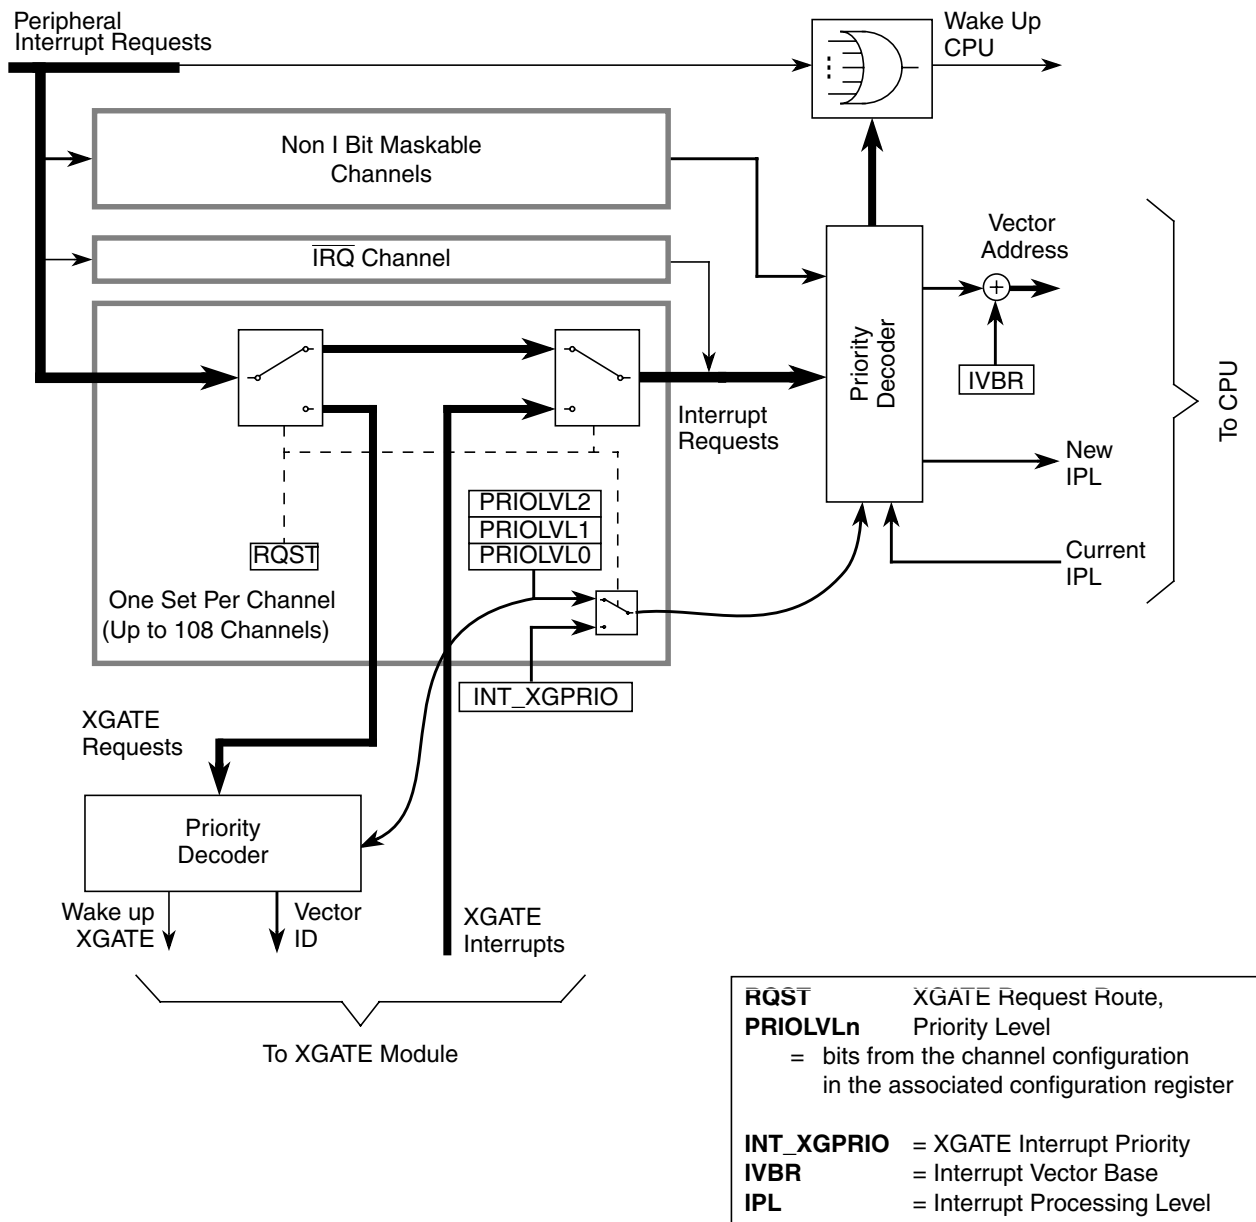 Peripheral
Interrupt Requests
Wake Up
CPU
Non I Bit Maskable
Channels
IRQ Channel
Vector
Address
Priority
Decoder
IVBR
To CPU
Interrupt
Requests
New
IPL
PRIOLVL2
PRIOLVL1
PRIOLVL0
RQST
Current
IPL
One Set Per Channel
(Up to 108 Channels)
INT_XGPRIO
XGATE
Requests
Priority
Decoder
Wake up
XGATE
Vector
ID
XGATE
Interrupts
To XGATE Module
RQST XGATE Request Route,
PRIOLVLn Priority Level
= bits from the channel configuration
in the associated configuration register
INT_XGPRIO = XGATE Interrupt Priority
IVBR = Interrupt Vector Base
IPL = Interrupt Processing Level